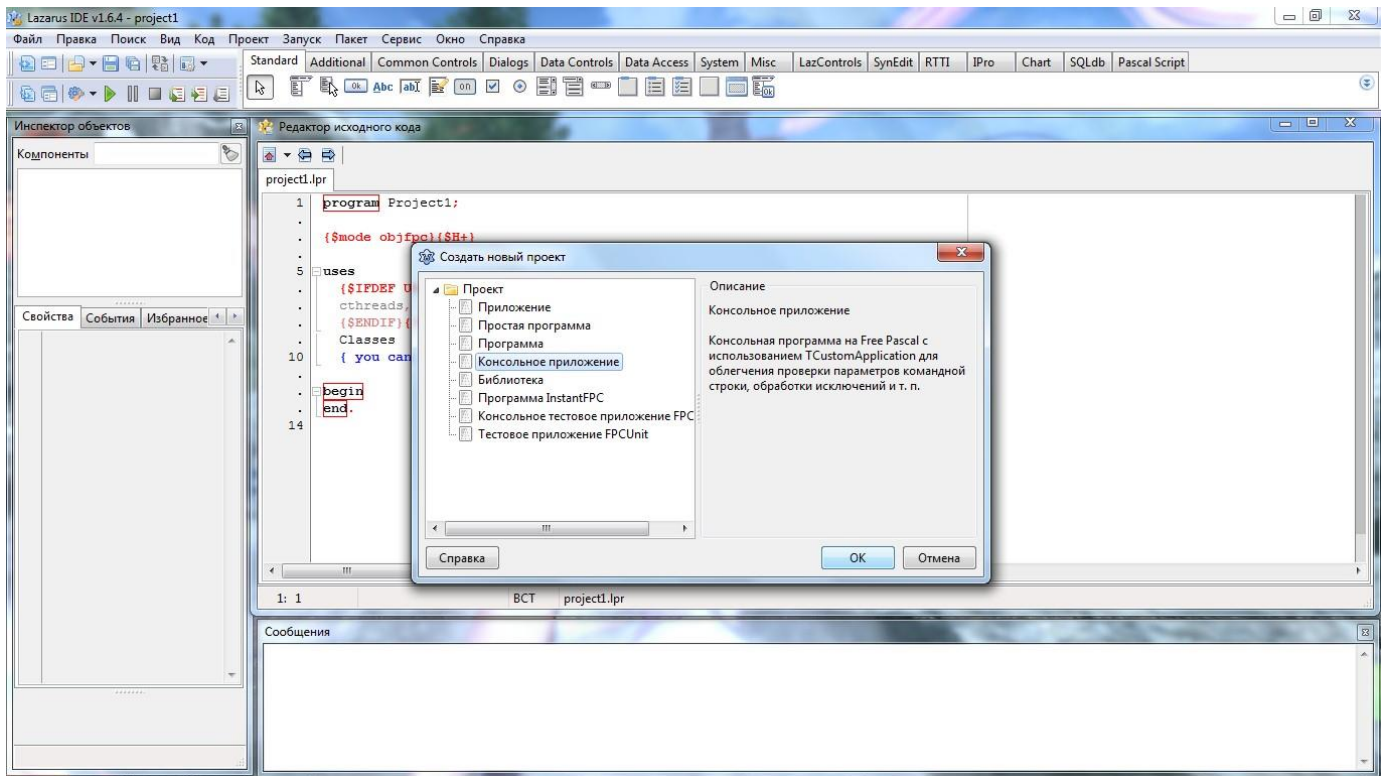 Lazarus IDE v1.6.4 - project1
Файл Правка Поиск Вид Код Проект Запуск Пакет Сервис Окно Справка
Standard Additional Common Controls Dialogs Data Controls Data Access System Misc LazControls SynEdit RTTI IPro Chart SQLdb Pascal Script
Ok Abc abI on
Инспектор объектов
Компоненты
Свойства События Избранное
Редактор исходного кода
project1.lpr
1 program Project1;
.
. {$mode objfpc}{$H+}
.
5 uses
. {$IFDEF U
. cthreads,
. {$ENDIF}{
. Classes
10 { you can
.
. begin
. end.
14
1: 1 ВСТ project1.lpr
Создать новый проект
Проект
Приложение
Простая программа
Программа
Консольное приложение
Библиотека
Программа InstantFPC
Консольное тестовое приложение FPC
Тестовое приложение FPCUnit
Описание
Консольное приложение
Консольная программа на Free Pascal с
использованием TCustomApplication для
облегчения проверки параметров командной
строки, обработки исключений и т. п.
Справка OK Отмена
Сообщения